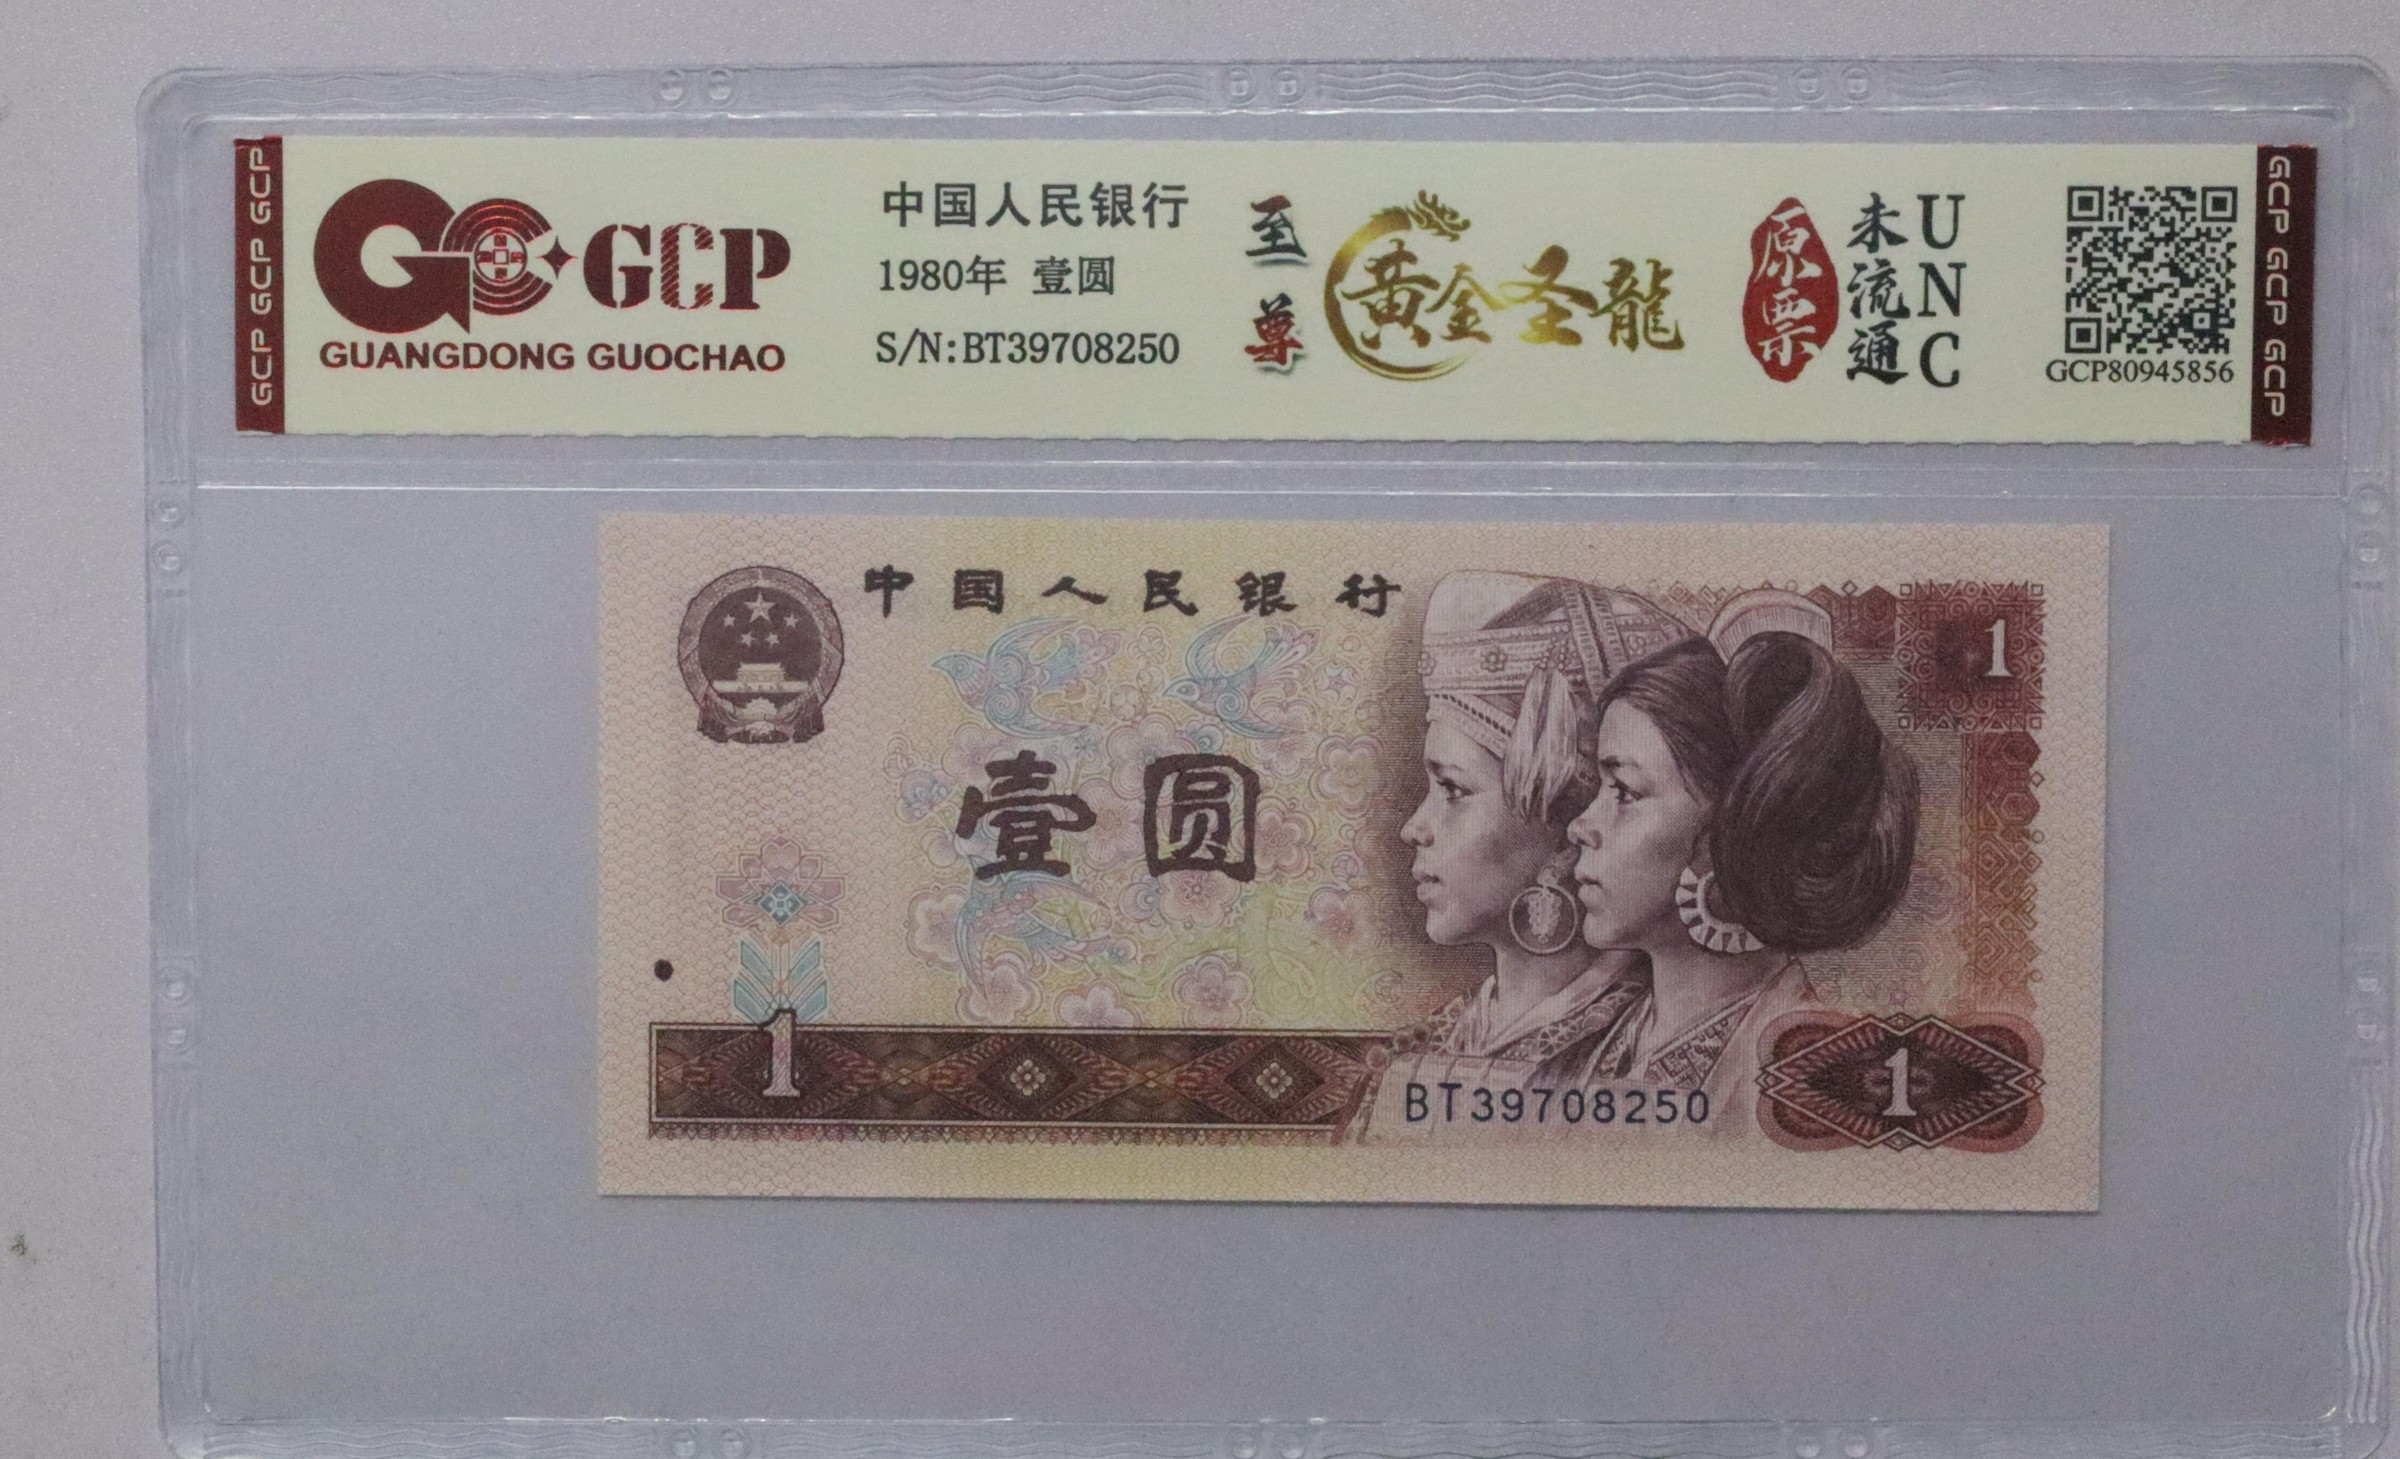 GCP GCP GCP
GCP
GUANGDONG GUOCHAO
中国人民银行
1980年 壹圆
S/N:BT39708250
至尊
黄金圣龍
原票
未流通
UNC
GCP80945856
GCP GCP GCP
中国人民银行
1
壹圆
1
BT39708250
1